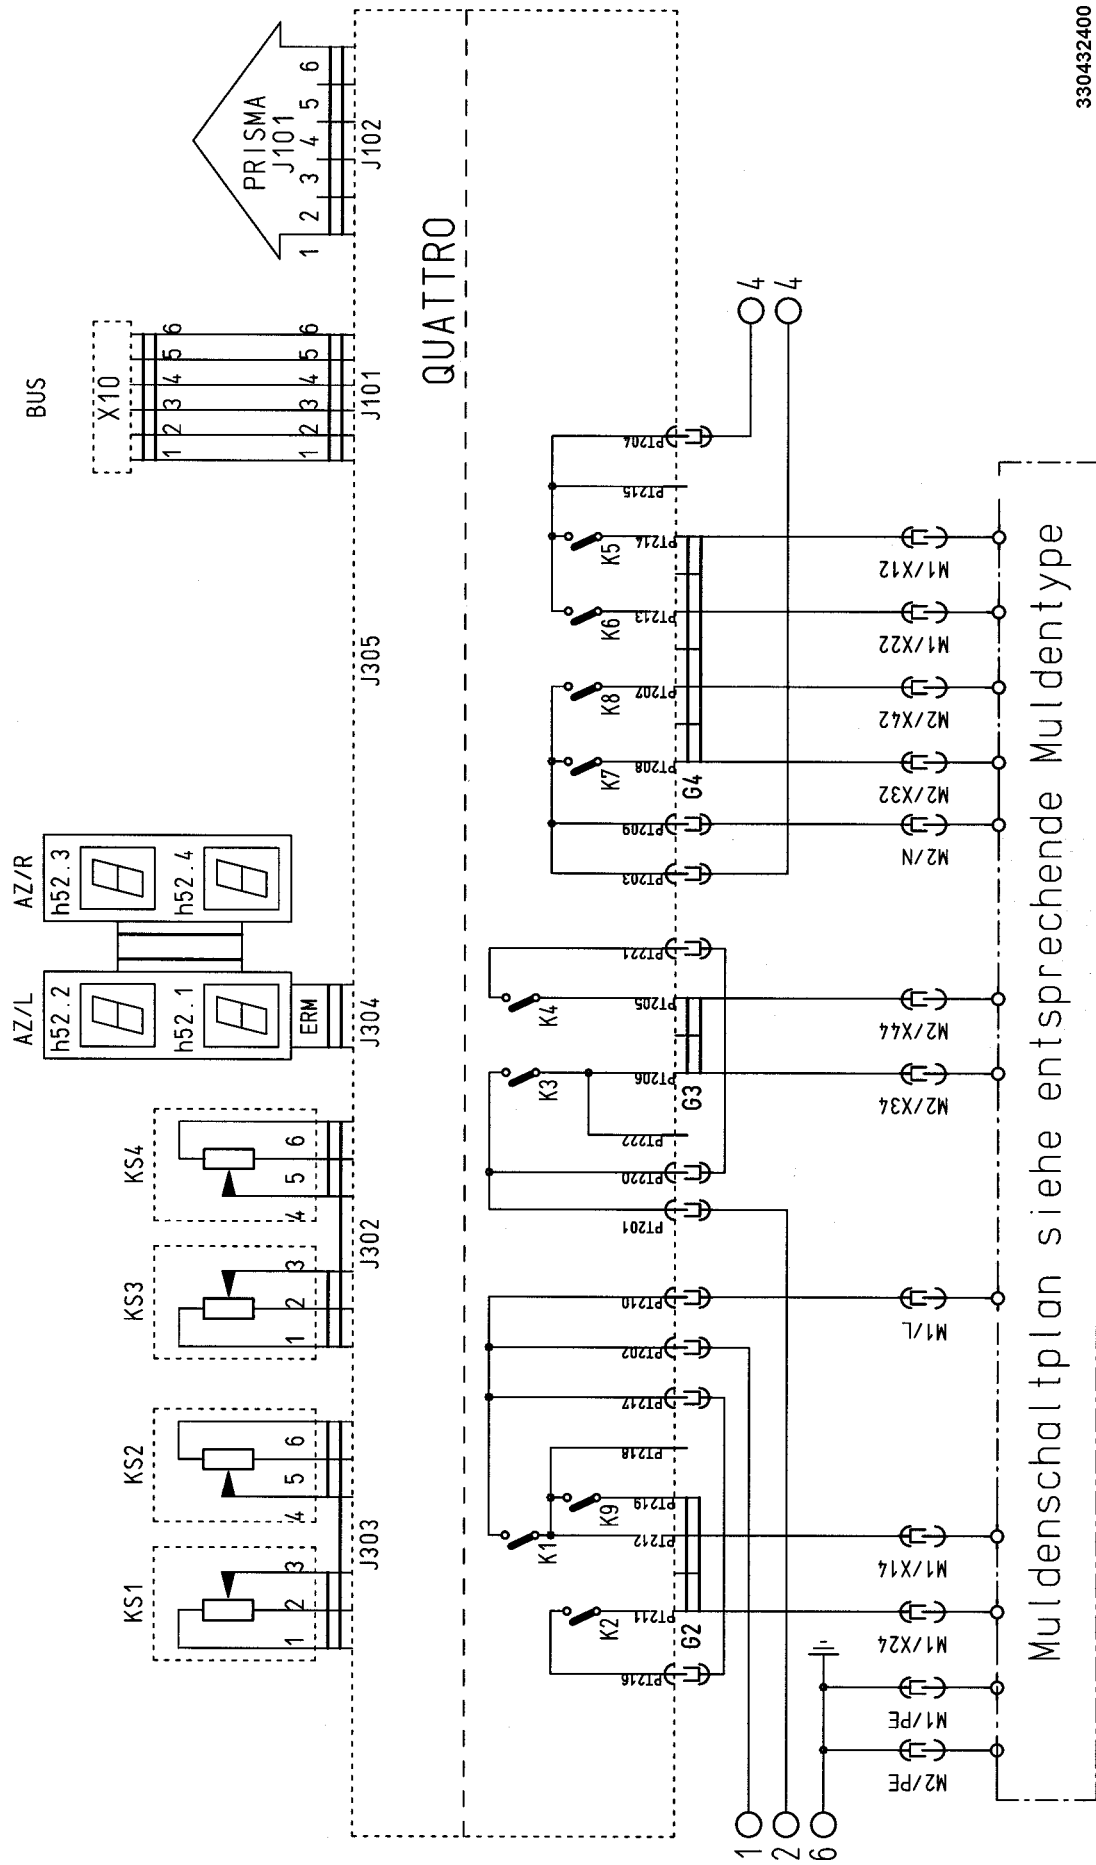 330432400
BUS
X10
1 2 3 4 5 6
1 2 3 4 5 6
J101
PRISMA
J101
1 2 3 4 5 6
J102
AZ/L
h52.2
h52.1
ERM
J304
AZ/R
h52.3
h52.4
J305
KS1
1 2 3
KS2
4 5 6
J303
KS3
1 2 3
KS4
4 5 6
J302
QUATTRO
K2
K1
K9
K3
K4
K7
K8
K6
K5
PT216
PT211
PT212
PT219
PT218
PT217
PT202
PT210
PT201
PT220
PT222
PT206
PT205
PT221
PT203
PT209
PT208
PT207
PT213
PT214
PT215
PT204
G2
G3
G4
4
4
1
2
6
M2/PE
M1/PE
M1/X24
M1/X14
M1/L
M2/X34
M2/X44
M2/N
M2/X32
M2/X42
M1/X22
M1/X12
Muldenschaltplan siehe entsprechende Muldentype